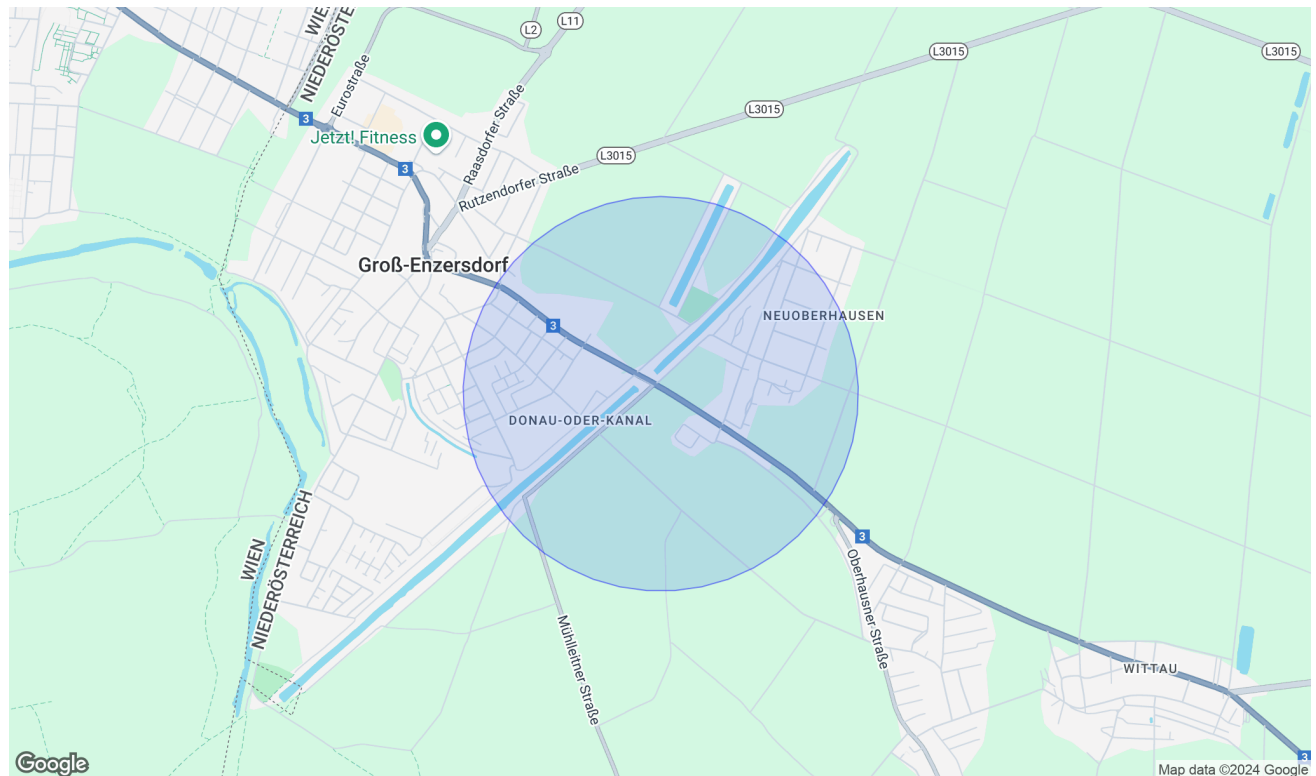 WIEN
NIEDERÖSTERREICH
L2
L11
L3015
L3015
Eurostraße
3
Jetzt! Fitness
Raasdorfer Straße
L3015
3
L3015
Rutzendorfer Straße
Groß-Enzersdorf
3
NEUOBERHAUSEN
DONAU-ODER-KANAL
WIEN
NIEDERÖSTERREICH
3
Oberhausner Straße
Mühlleitner Straße
WITTAU
3
Google
Map data ©2024 Google